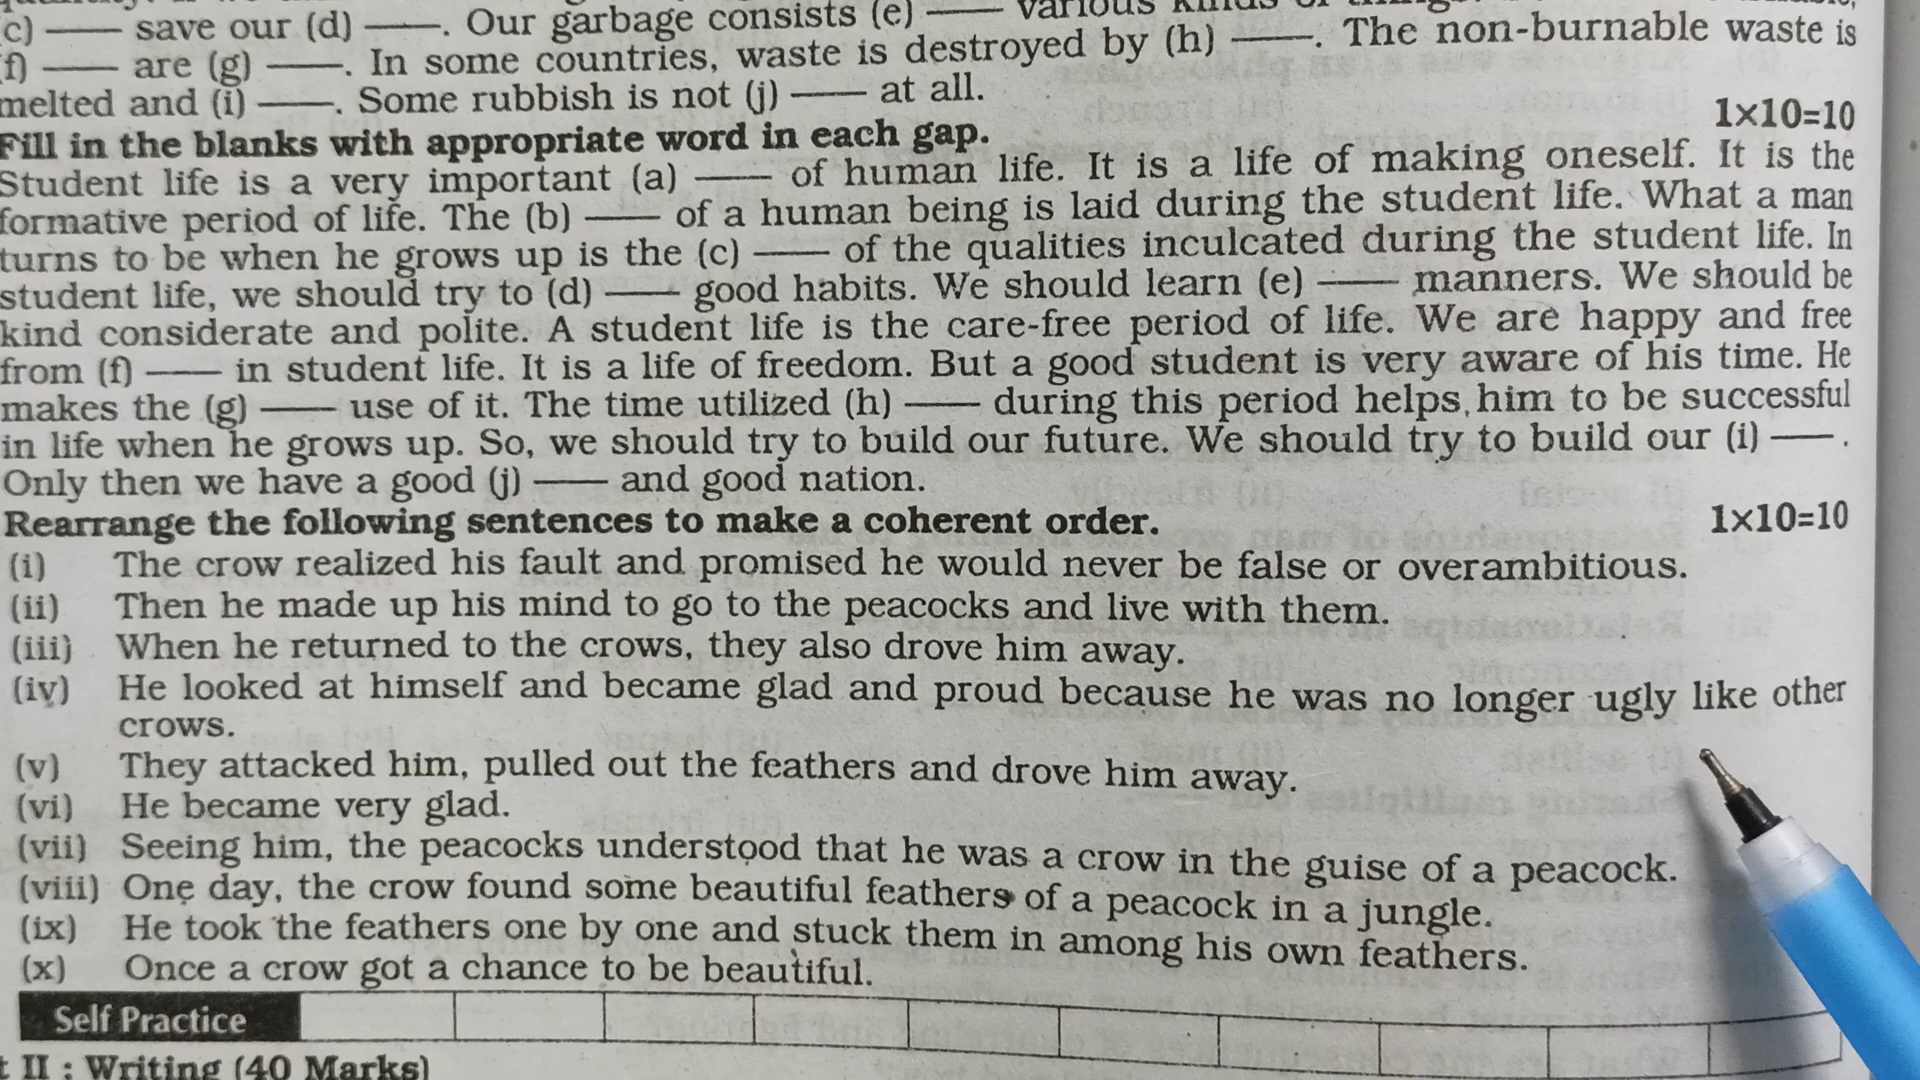 (c) —— save our (d) ——. Our garbage consists (e) —— various kinds of things.
(f) —— are (g) ——. In some countries, waste is destroyed by (h) ——. The non-burnable waste is
melted and (i) ——. Some rubbish is not (j) —— at all.
Fill in the blanks with appropriate word in each gap. 1×10=10
Student life is a very important (a) —— of human life. It is a life of making oneself. It is the
formative period of life. The (b) —— of a human being is laid during the student life. What a man
turns to be when he grows up is the (c) —— of the qualities inculcated during the student life. In
student life, we should try to (d) —— good habits. We should learn (e) —— manners. We should be
kind considerate and polite. A student life is the care-free period of life. We are happy and free
from (f) —— in student life. It is a life of freedom. But a good student is very aware of his time. He
makes the (g) —— use of it. The time utilized (h) —— during this period helps him to be successful
in life when he grows up. So, we should try to build our future. We should try to build our (i) ——.
Only then we have a good (j) —— and good nation.
Rearrange the following sentences to make a coherent order. 1×10=10
(i) The crow realized his fault and promised he would never be false or overambitious.
(ii) Then he made up his mind to go to the peacocks and live with them.
(iii) When he returned to the crows, they also drove him away.
(iv) He looked at himself and became glad and proud because he was no longer ugly like other
crows.
(v) They attacked him, pulled out the feathers and drove him away.
(vi) He became very glad.
(vii) Seeing him, the peacocks understood that he was a crow in the guise of a peacock.
(viii) One day, the crow found some beautiful feathers of a peacock in a jungle.
(ix) He took the feathers one by one and stuck them in among his own feathers.
(x) Once a crow got a chance to be beautiful.
Self Practice
II : Writing (40 Marks)